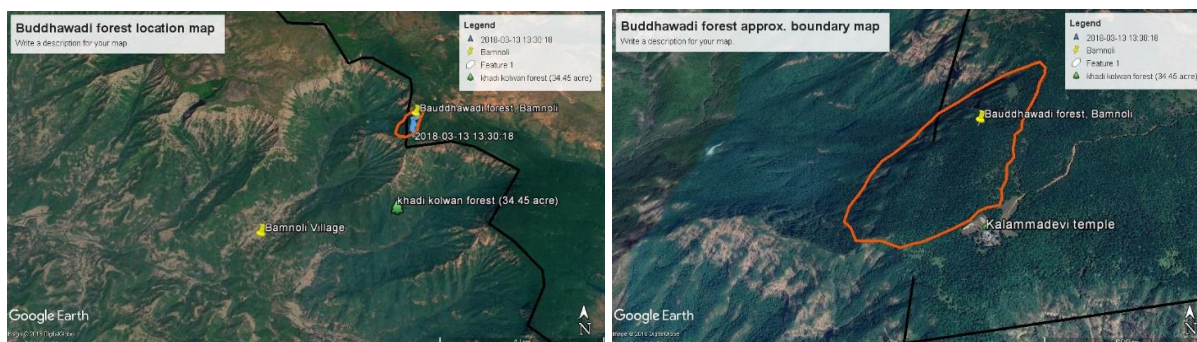 Buddhawadi forest location map
Write a description for your map.
Legend
2018-03-13 13:30:18
Bamnoli
Feature 1
khadi kolwan forest (34.45 acre)
Bauddhawadi forest, Bamnoli
2018-03-13 13:30:18
khadi kolwan forest (34.45 acre)
Bamnoli Village
Google Earth
N
Buddhawadi forest approx. boundary map
Write a description for your map.
Legend
2018-03-13 13:30:18
Bamnoli
Feature 1
khadi kolwan forest (34.45 acre)
Bauddhawadi forest, Bamnoli
Kalammadevi temple
Google Earth
N